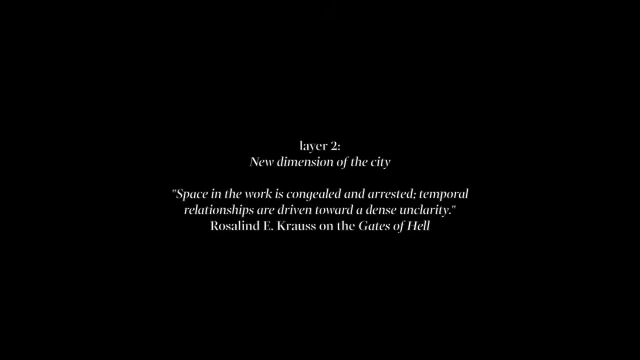 layer 2:
New dimension of the city
"Space in the work is congealed and arrested; temporal
relationships are driven toward a dense unclarity."
Rosalind E. Krauss on the Gates of Hell